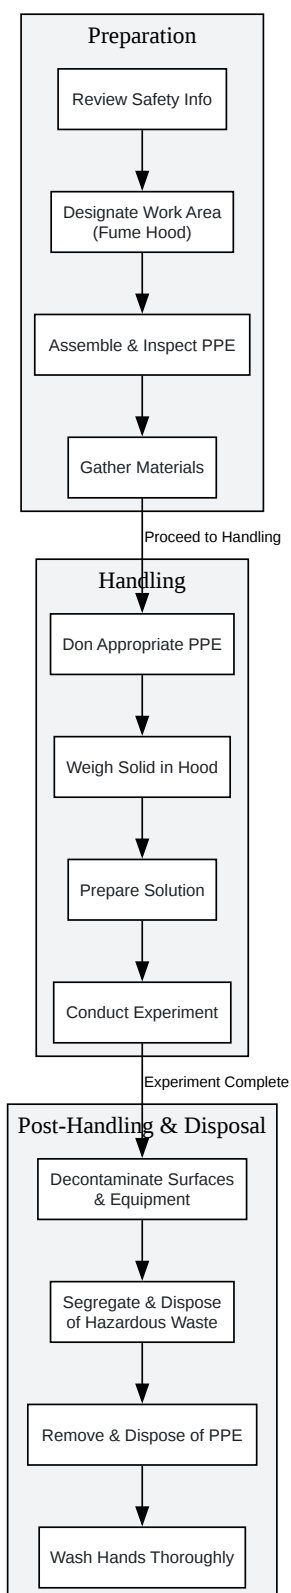 Preparation
Review Safety Info
Designate Work Area
(Fume Hood)
Assemble & Inspect PPE
Gather Materials
Proceed to Handling
Handling
Don Appropriate PPE
Weigh Solid in Hood
Prepare Solution
Conduct Experiment
Experiment Complete
Post-Handling & Disposal
Decontaminate Surfaces
& Equipment
Segregate & Dispose
of Hazardous Waste
Remove & Dispose of PPE
Wash Hands Thoroughly